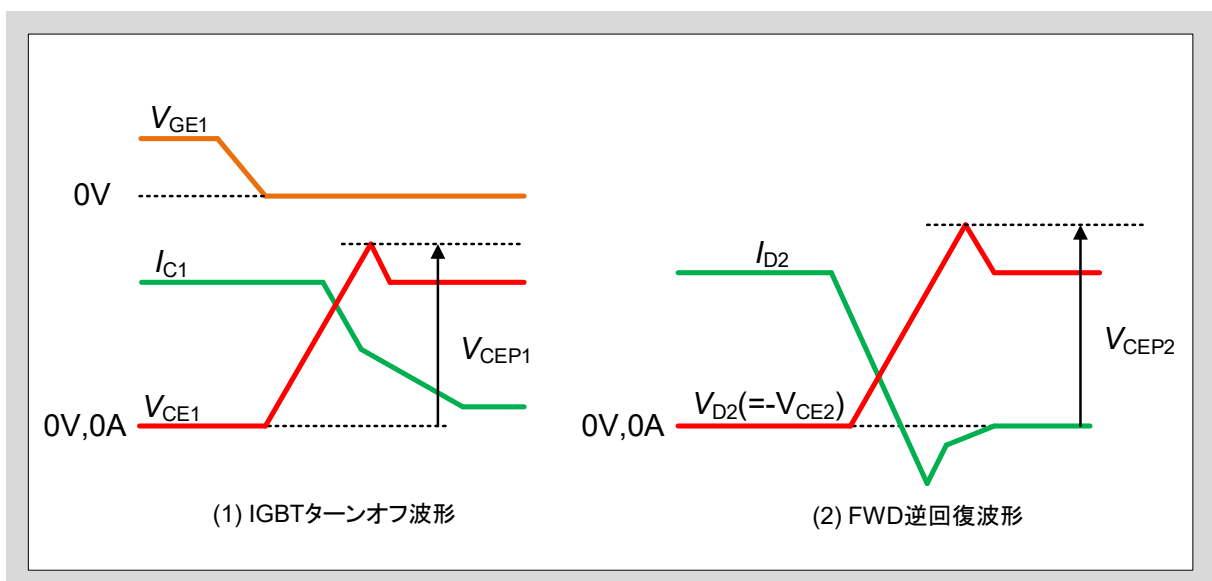 VGE1
0V
IC1
VCE1
0V,0A
VCEP1
(1) IGBTターンオフ波形
ID2
VD2(=-VCE2)
0V,0A
VCEP2
(2) FWD逆回復波形